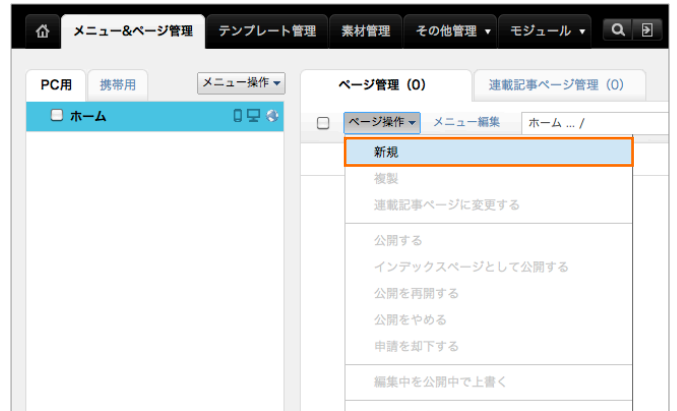 メニュー&ページ管理 テンプレート管理 素材管理 その他管理 ▼ モジュール ▼
PC用 携帯用 メニュー操作▼
ホーム
ページ管理（0） 連載記事ページ管理（0）
ページ操作▼ メニュー編集 ホーム ... /
新規
複製
連載記事ページに変更する
公開する
インデックスページとして公開する
公開を再開する
公開をやめる
申請を却下する
編集中を公開中で上書く